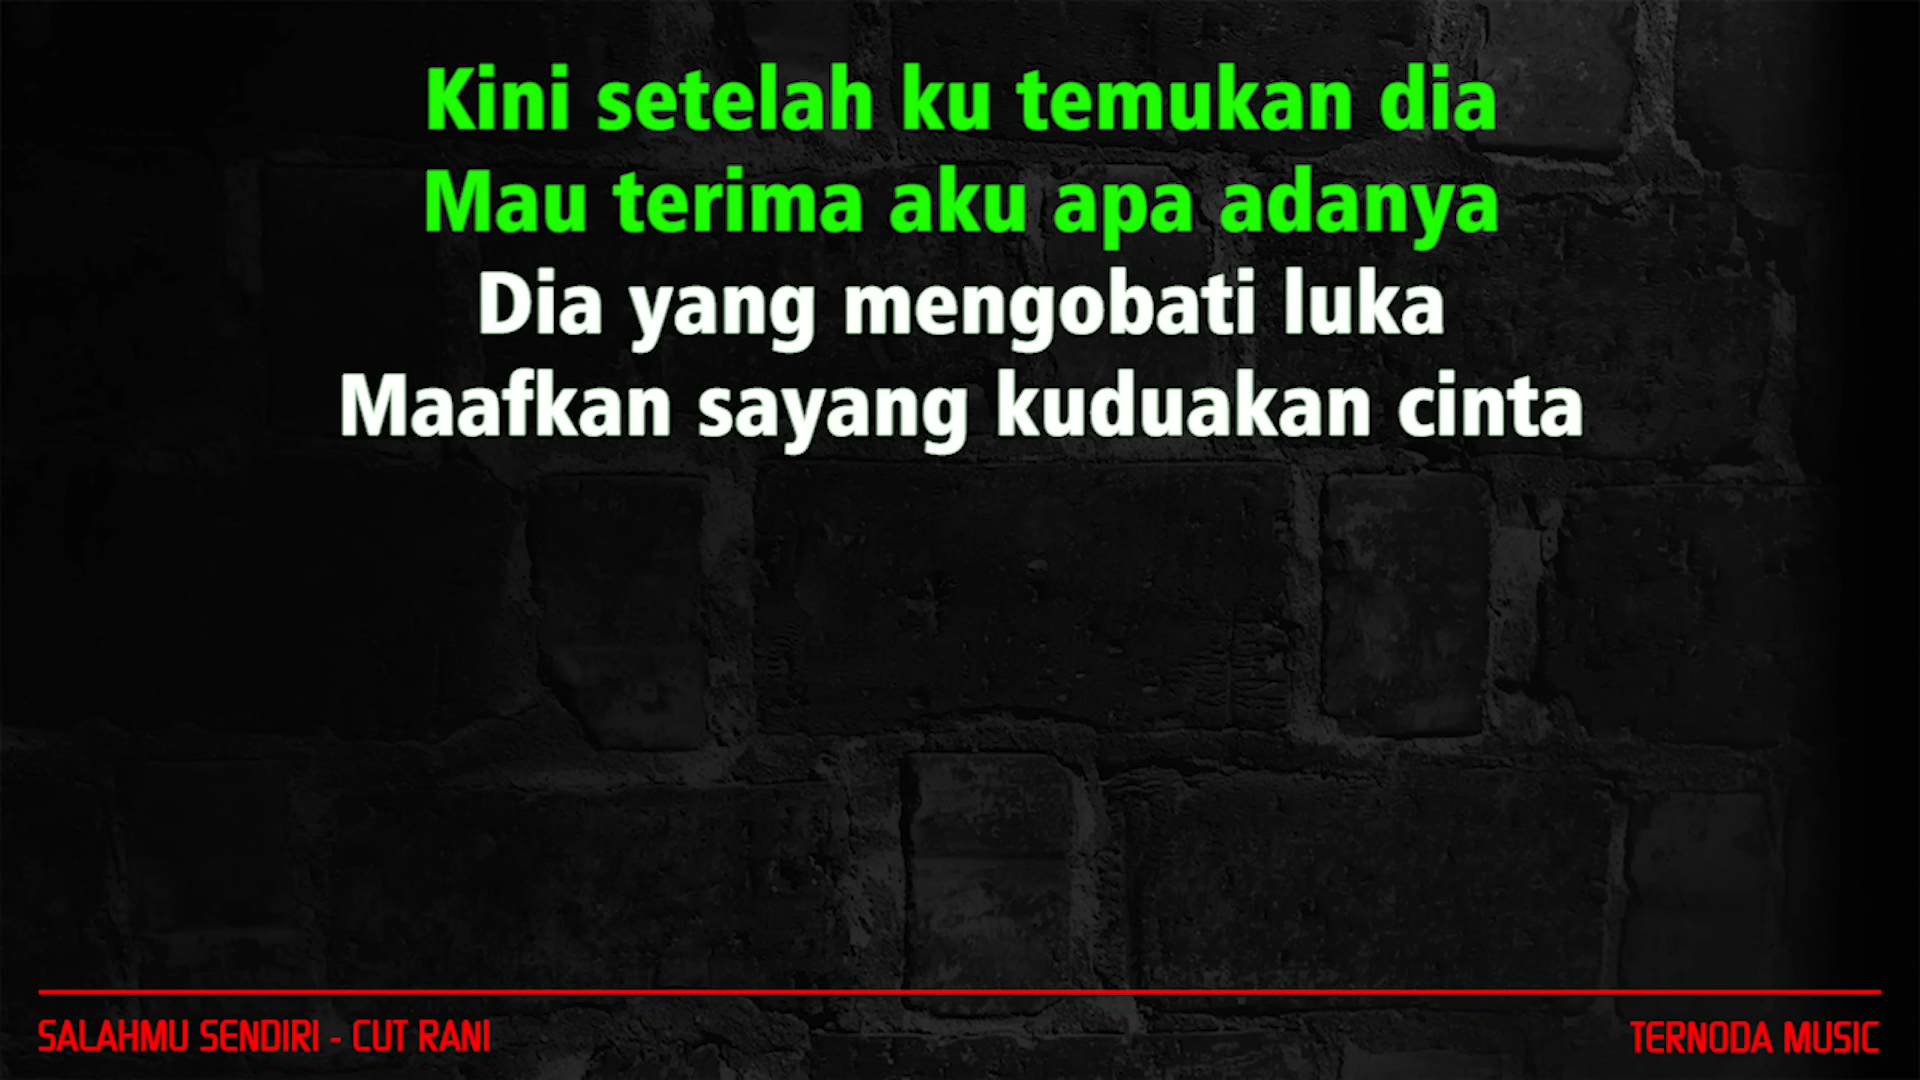 Kini setelah ku temukan dia
Mau terima aku apa adanya
Dia yang mengobati luka
Maafkan sayang kuduakan cinta
SALAHMU SENDIRI - CUT RANI
TERNODA MUSIC